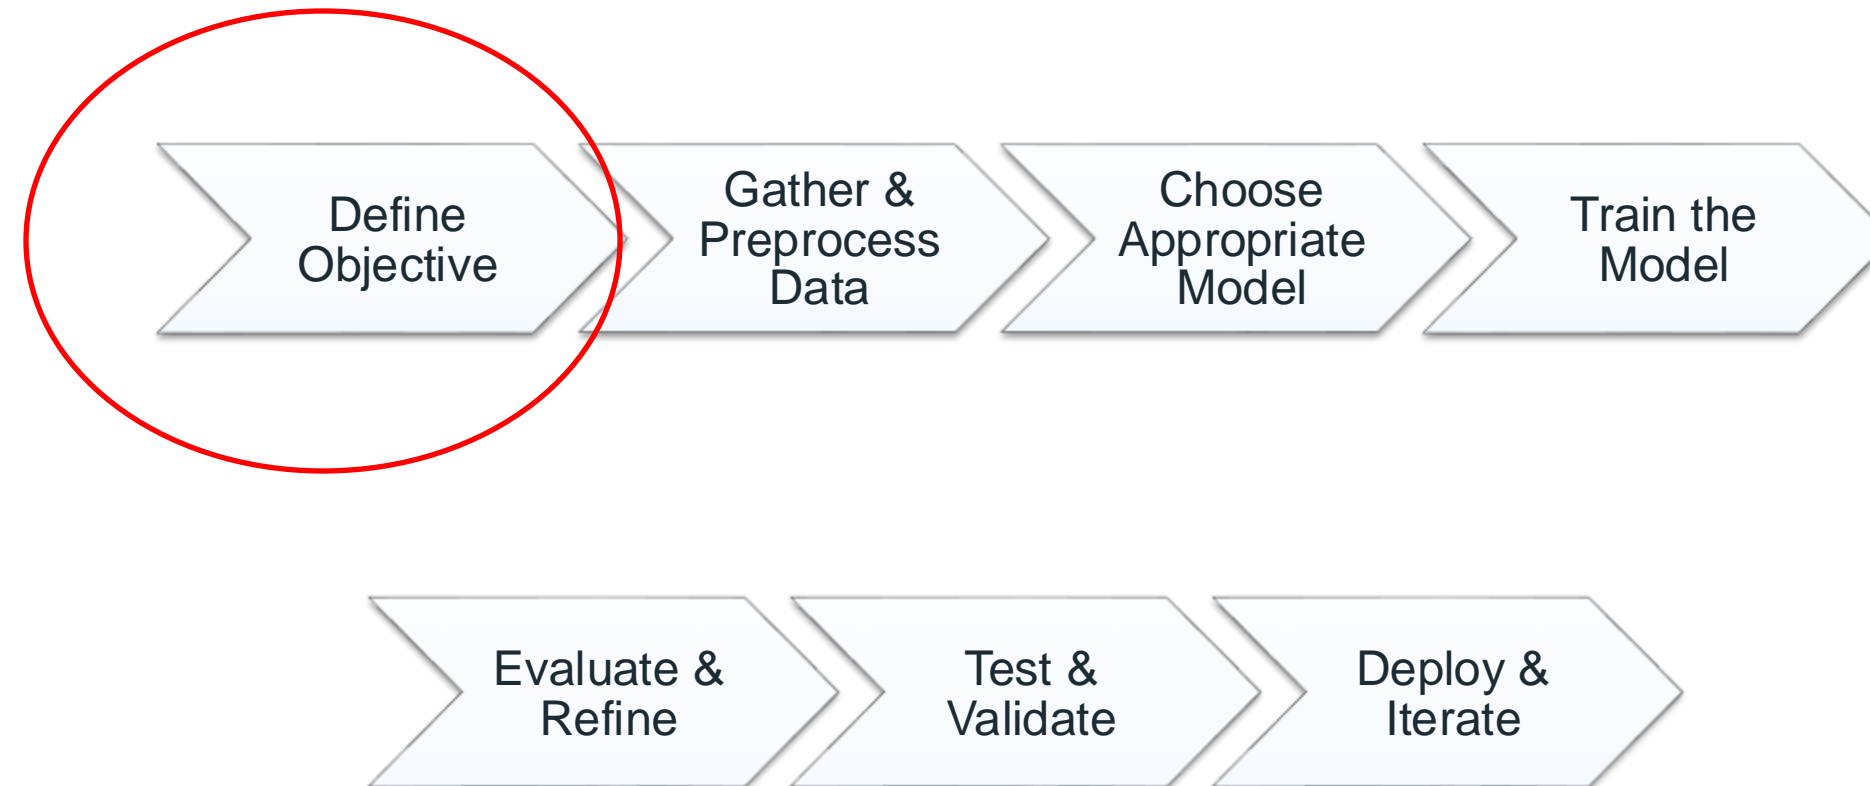 Define
Objective
Gather &
Preprocess
Data
Choose
Appropriate
Model
Train the
Model
Evaluate &
Refine
Test &
Validate
Deploy &
Iterate